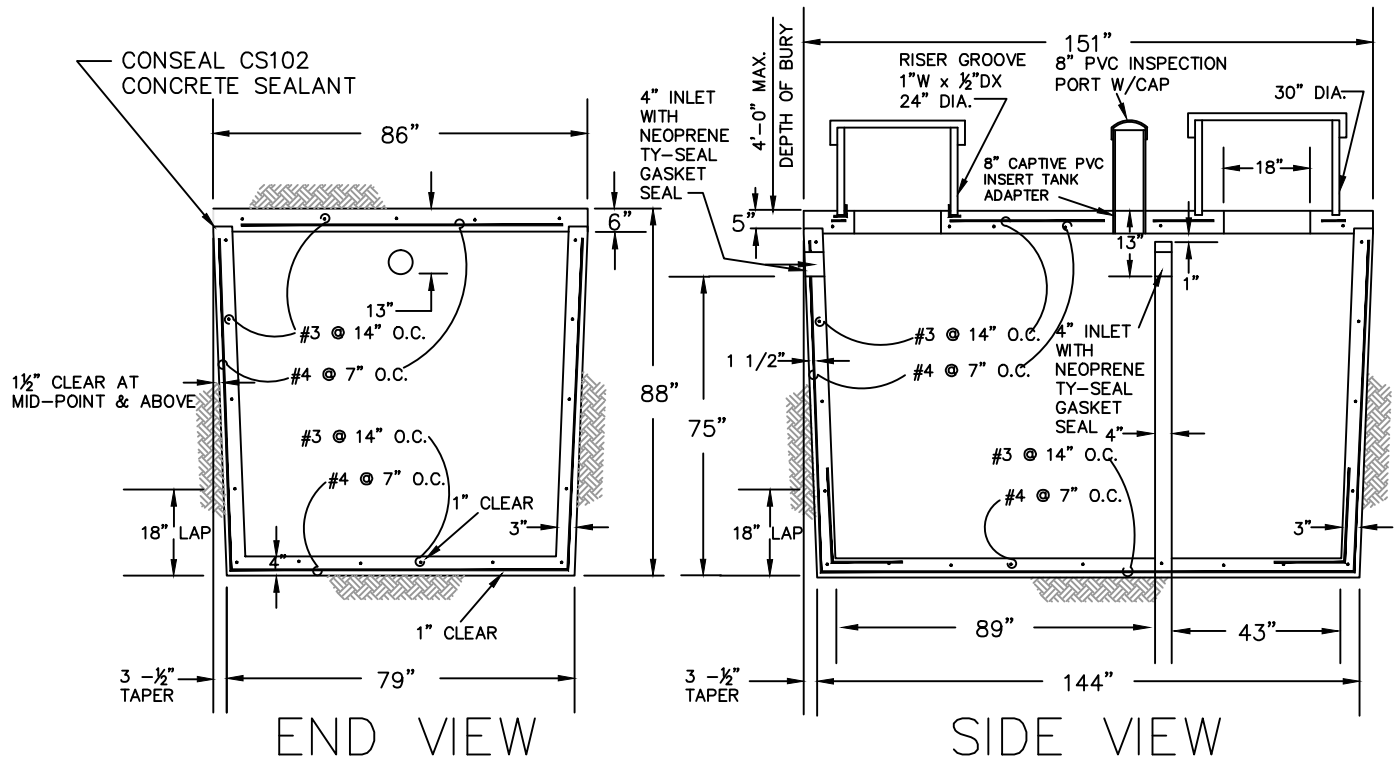 CONSEAL CS102
CONCRETE SEALANT
86"
6"
13"
#3 @ 14" O.C.
#4 @ 7" O.C.
1½" CLEAR AT
MID-POINT & ABOVE
88"
#3 @ 14" O.C.
#4 @ 7" O.C.
1" CLEAR
18" LAP
3"
4"
1" CLEAR
3 -½"
TAPER
79"
END VIEW
151"
4'-0" MAX.
DEPTH OF BURY
RISER GROOVE
1"W x ½"DX
24" DIA.
8" PVC INSPECTION
PORT W/CAP
30" DIA.
4" INLET
WITH
NEOPRENE
TY-SEAL
GASKET
SEAL
8" CAPTIVE PVC
INSERT TANK
ADAPTER
18"
5"
13"
1"
#3 @ 14" O.C.
#4 @ 7" O.C.
1 1/2"
4" INLET
WITH
NEOPRENE
TY-SEAL
GASKET
SEAL
4"
75"
#3 @ 14" O.C.
#4 @ 7" O.C.
18" LAP
3"
89"
43"
3 -½"
TAPER
144"
SIDE VIEW